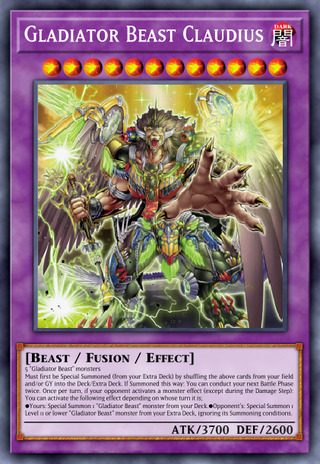 GLADIATOR BEAST CLAUDIUS
DARK
闇
[BEAST / FUSION / EFFECT]
5 "Gladiator Beast" monsters
Must first be Special Summoned (from your Extra Deck) by shuffling the above cards from your field
and/or GY into the Deck/Extra Deck. If Summoned this way: You can conduct your next Battle Phase
twice. Once per turn, if your opponent activates a monster effect (except during the Damage Step):
You can activate the following effect depending on whose turn it is;
●Yours: Special Summon 1 "Gladiator Beast" monster from your Deck.●Opponent's: Special Summon 1
Level 11 or lower "Gladiator Beast" monster from your Extra Deck, ignoring its Summoning conditions.
ATK/3700 DEF/2600